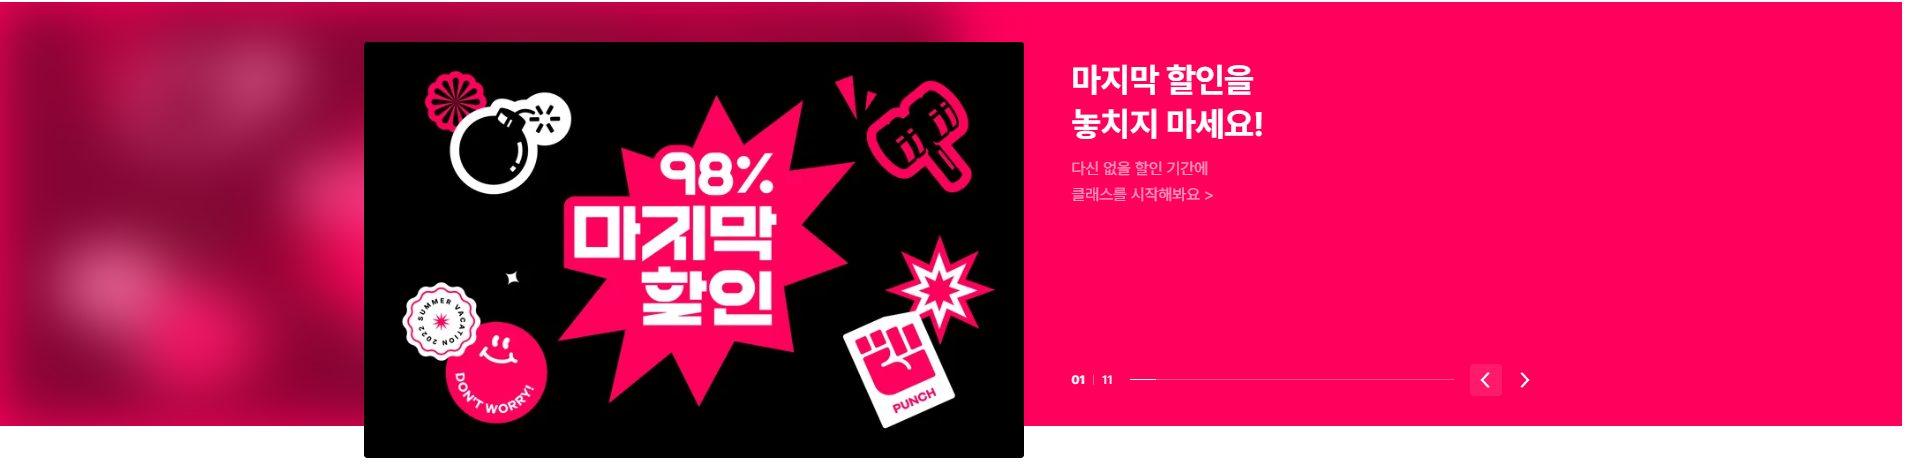 98%
마지막
할인
SUMMER VACATION 2022
DON'T WORRY!
PUNCH
마지막 할인을
놓치지 마세요!
다신 없을 할인 기간에
클래스를 시작해봐요 >
01 | 11